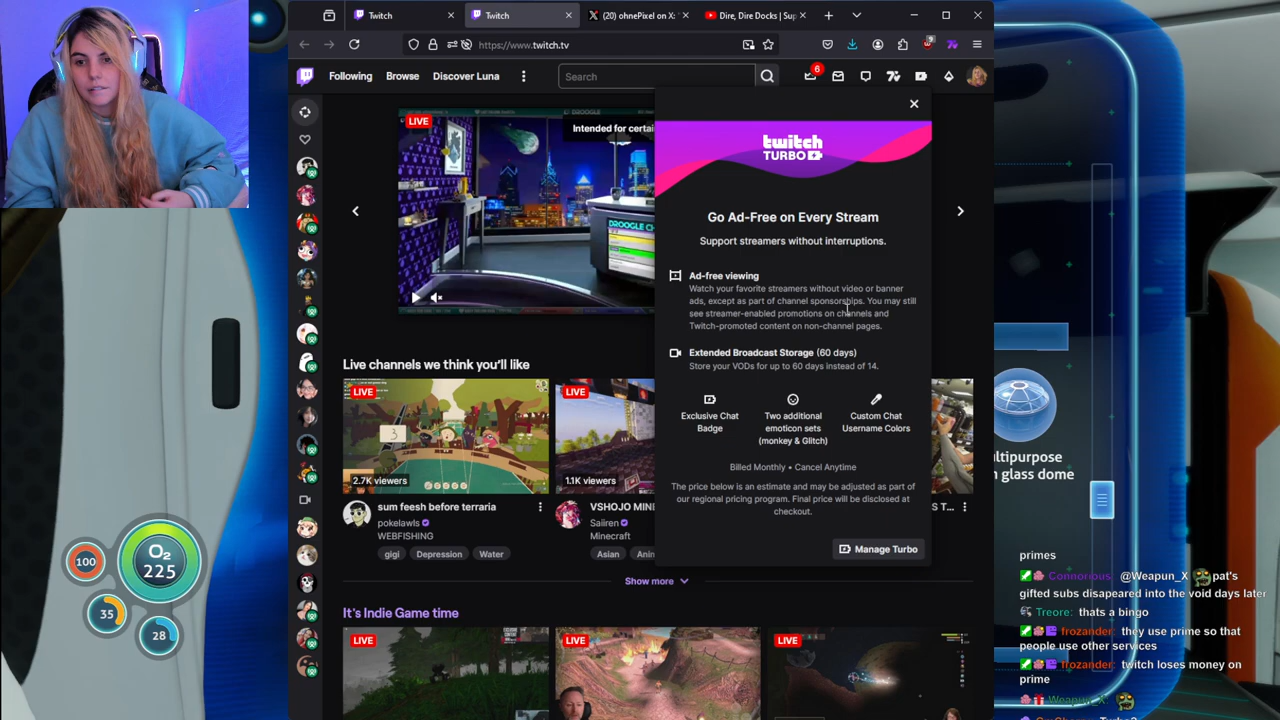 Twitch
Twitch
(20) ohnePixel on X: "
Dire, Dire Docks | Sup
https://www.twitch.tv
9
Following
Browse
Discover Luna
Search
6
LIVE
Intended for certai
DROOGLE CH
twitch
TURBO
Go Ad-Free on Every Stream
Support streamers without interruptions.
Ad-free viewing
Watch your favorite streamers without video or banner
ads, except as part of channel sponsorships. You may still
see streamer-enabled promotions on channels and
Twitch-promoted content on non-channel pages.
Extended Broadcast Storage (60 days)
Store your VODs for up to 60 days instead of 14.
Exclusive Chat
Badge
Two additional
emoticon sets
(monkey & Glitch)
Custom Chat
Username Colors
Billed Monthly • Cancel Anytime
The price below is an estimate and may be adjusted as part of
our regional pricing program. Final price will be disclosed at
checkout.
Manage Turbo
Live channels we think you'll like
LIVE
3
2.7K viewers
sum feesh before terraria
pokelawls
WEBFISHING
gigi
Depression
Water
LIVE
1.1K viewers
VSHOJO MINE
Saiiren
Minecraft
Asian
Anin
S T...
Show more
It's Indie Game time
LIVE
LIVE
LIVE
O2
225
100
35
28
ultipurpose
n glass dome
primes
Connorious: @Weapun_X pat's
gifted subs disapeared into the void days later
Treore: thats a bingo
frozander: they use prime so that
people use other services
frozander: twitch loses money on
prime
Weapun_X:
Turbo?